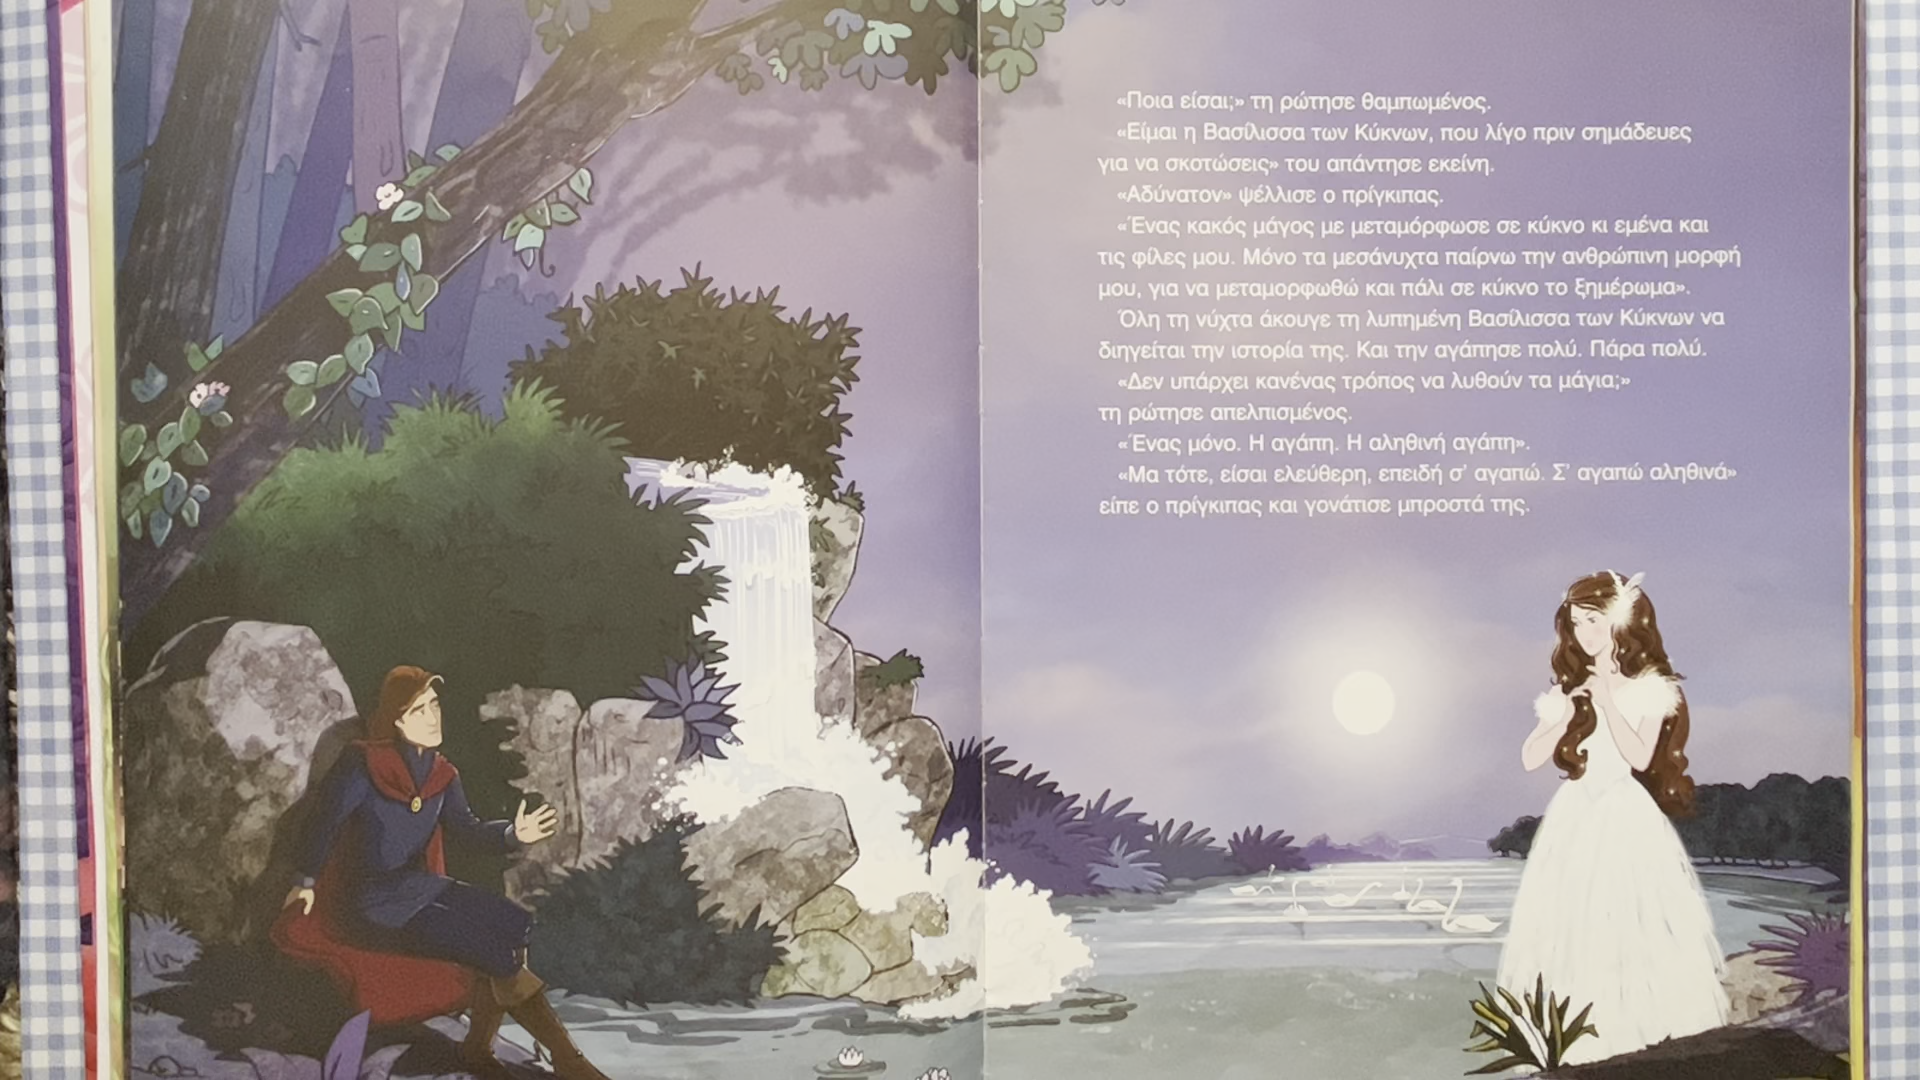 «Ποια είσαι;» τη ρώτησε θαμπωμένος.
«Είμαι η Βασίλισσα των Κύκνων, που λίγο πριν σημάδευες
για να σκοτώσεις» του απάντησε εκείνη.
«Αδύνατον» ψέλλισε ο πρίγκιπας.
«Ένας κακός μάγος με μεταμόρφωσε σε κύκνο κι εμένα και
τις φίλες μου. Μόνο τα μεσάνυχτα παίρνω την ανθρώπινη μορφή
μου, για να μεταμορφωθώ και πάλι σε κύκνο το ξημέρωμα».
Όλη τη νύχτα άκουγε τη λυπημένη Βασίλισσα των Κύκνων να
διηγείται την ιστορία της. Και την αγάπησε πολύ. Πάρα πολύ.
«Δεν υπάρχει κανένας τρόπος να λυθούν τα μάγια;»
τη ρώτησε απελπισμένος.
«Ένας μόνο. Η αγάπη. Η αληθινή αγάπη».
«Μα τότε, είσαι ελεύθερη, επειδή σ' αγαπώ. Σ' αγαπώ αληθινά»
είπε ο πρίγκιπας και γονάτισε μπροστά της.